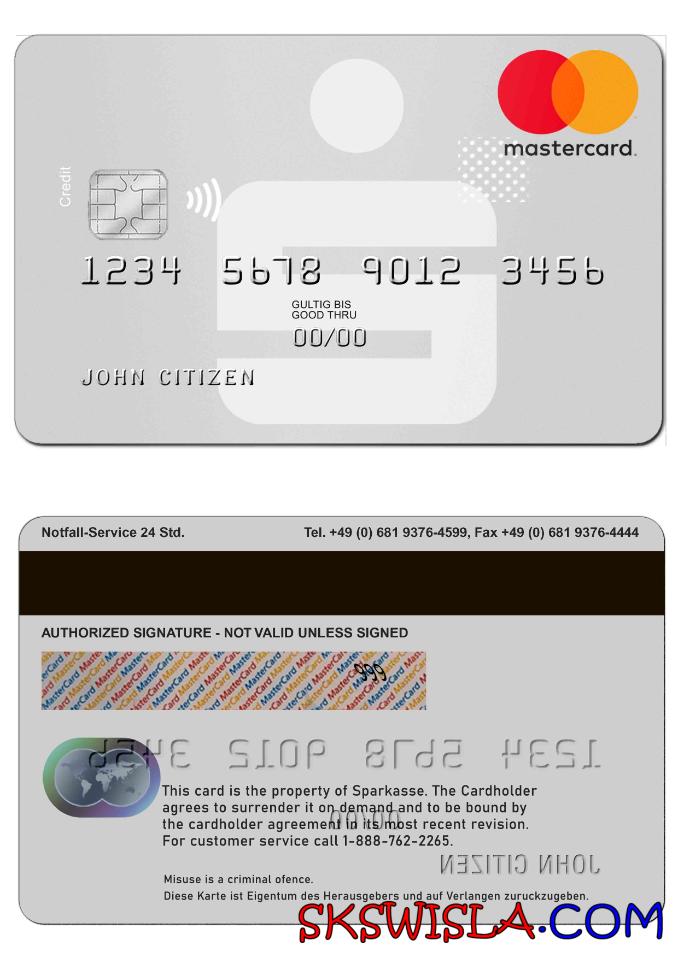 mastercard.
Credit
1234 5678 9012 3456
GULTIG BIS
GOOD THRU
00/00
JOHN CITIZEN
Notfall-Service 24 Std. Tel. +49 (0) 681 9376-4599, Fax +49 (0) 681 9376-4444
AUTHORIZED SIGNATURE - NOT VALID UNLESS SIGNED
MasterCard MasterCard MasterCard
999
1234 5678 9012 3456
This card is the property of Sparkasse. The Cardholder
agrees to surrender it on demand and to be bound by
00/00
the cardholder agreement in its most recent revision.
For customer service call 1-888-762-2265.
JOHN CITIZEN
Misuse is a criminal ofence.
Diese Karte ist Eigentum des Herausgebers und auf Verlangen zuruckzugeben.
SKSWISLA.COM